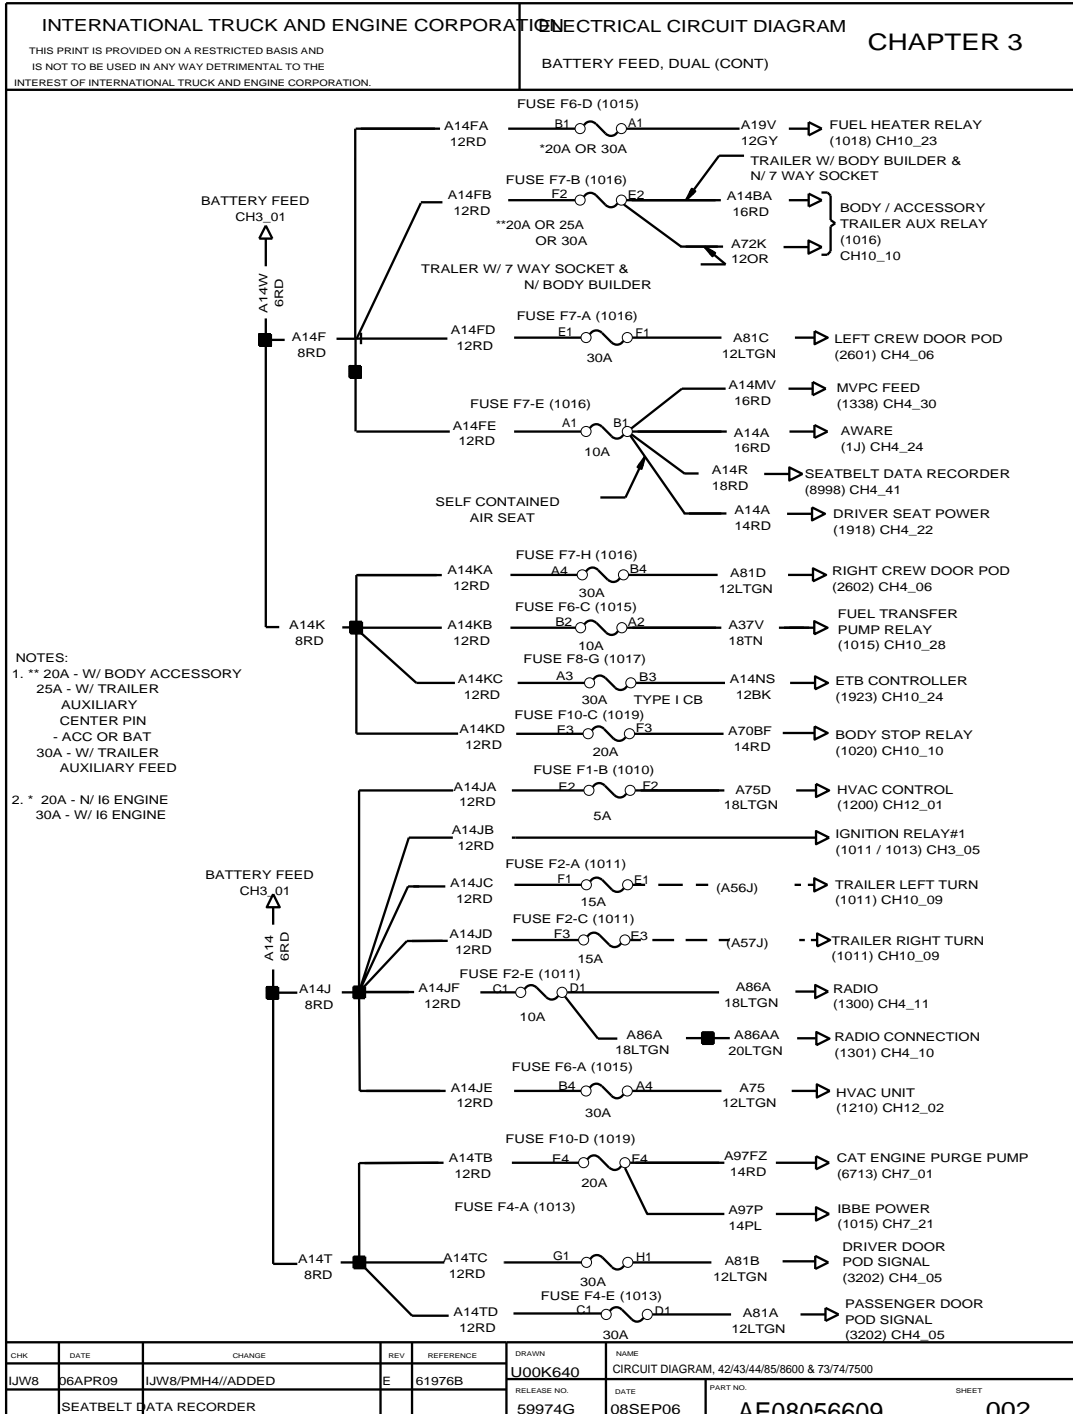 INTERNATIONAL TRUCK AND ENGINE CORPORATION
THIS PRINT IS PROVIDED ON A RESTRICTED BASIS AND
IS NOT TO BE USED IN ANY WAY DETRIMENTAL TO THE
INTEREST OF INTERNATIONAL TRUCK AND ENGINE CORPORATION.
ELECTRICAL CIRCUIT DIAGRAM
BATTERY FEED, DUAL (CONT)
CHAPTER 3
FUSE F6-D (1015)
A14FA
12RD
B1
A1
*20A OR 30A
A19V
12GY
FUEL HEATER RELAY
(1018) CH10_23
TRAILER W/ BODY BUILDER &
N/ 7 WAY SOCKET
FUSE F7-B (1016)
A14FB
12RD
F2
E2
**20A OR 25A
OR 30A
A14BA
16RD
A72K
12OR
BODY / ACCESSORY
TRAILER AUX RELAY
(1016)
CH10_10
BATTERY FEED
CH3_01
A14W
6RD
TRALER W/ 7 WAY SOCKET &
N/ BODY BUILDER
A14F
8RD
FUSE F7-A (1016)
A14FD
12RD
E1
F1
30A
A81C
12LTGN
LEFT CREW DOOR POD
(2601) CH4_06
FUSE F7-E (1016)
A14FE
12RD
A1
B1
10A
A14MV
16RD
MVPC FEED
(1338) CH4_30
A14A
16RD
AWARE
(1J) CH4_24
A14R
18RD
SEATBELT DATA RECORDER
(8998) CH4_41
SELF CONTAINED
AIR SEAT
A14A
14RD
DRIVER SEAT POWER
(1918) CH4_22
FUSE F7-H (1016)
A14KA
12RD
A4
B4
30A
A81D
12LTGN
RIGHT CREW DOOR POD
(2602) CH4_06
A14K
8RD
FUSE F6-C (1015)
A14KB
12RD
B2
A2
10A
A37V
18TN
FUEL TRANSFER
PUMP RELAY
(1015) CH10_28
FUSE F8-G (1017)
A14KC
12RD
A3
B3
30A
TYPE I CB
A14NS
12BK
ETB CONTROLLER
(1923) CH10_24
FUSE F10-C (1019)
A14KD
12RD
E3
F3
20A
A70BF
14RD
BODY STOP RELAY
(1020) CH10_10
NOTES:
1. ** 20A - W/ BODY ACCESSORY
25A - W/ TRAILER
AUXILIARY
CENTER PIN
- ACC OR BAT
30A - W/ TRAILER
AUXILIARY FEED
2. * 20A - N/ I6 ENGINE
30A - W/ I6 ENGINE
FUSE F1-B (1010)
A14JA
12RD
E2
F2
5A
A75D
18LTGN
HVAC CONTROL
(1200) CH12_01
A14JB
12RD
IGNITION RELAY#1
(1011 / 1013) CH3_05
BATTERY FEED
CH3_01
A14
6RD
FUSE F2-A (1011)
A14JC
12RD
F1
E1
15A
(A56J)
TRAILER LEFT TURN
(1011) CH10_09
FUSE F2-C (1011)
A14JD
12RD
F3
E3
15A
(A57J)
TRAILER RIGHT TURN
(1011) CH10_09
A14J
8RD
FUSE F2-E (1011)
A14JF
12RD
C1
D1
10A
A86A
18LTGN
RADIO
(1300) CH4_11
A86A
18LTGN
A86AA
20LTGN
RADIO CONNECTION
(1301) CH4_10
FUSE F6-A (1015)
A14JE
12RD
B4
A4
30A
A75
12LTGN
HVAC UNIT
(1210) CH12_02
FUSE F10-D (1019)
A14TB
12RD
E4
F4
20A
A97FZ
14RD
CAT ENGINE PURGE PUMP
(6713) CH7_01
A97P
14PL
IBBE POWER
(1015) CH7_21
FUSE F4-A (1013)
A14T
8RD
A14TC
12RD
G1
H1
30A
A81B
12LTGN
DRIVER DOOR
POD SIGNAL
(3202) CH4_05
FUSE F4-E (1013)
A14TD
12RD
C1
D1
30A
A81A
12LTGN
PASSENGER DOOR
POD SIGNAL
(3202) CH4_05
CHK DATE CHANGE REV REFERENCE
IJW8 06APR09 IJW8/PMH4//ADDED E 61976B
SEATBELT DATA RECORDER
DRAWN
U00K640
NAME
CIRCUIT DIAGRAM, 42/43/44/85/8600 & 73/74/7500
RELEASE NO.
59974G
DATE
08SEP06
PART NO.
AF08056609
SHEET
002